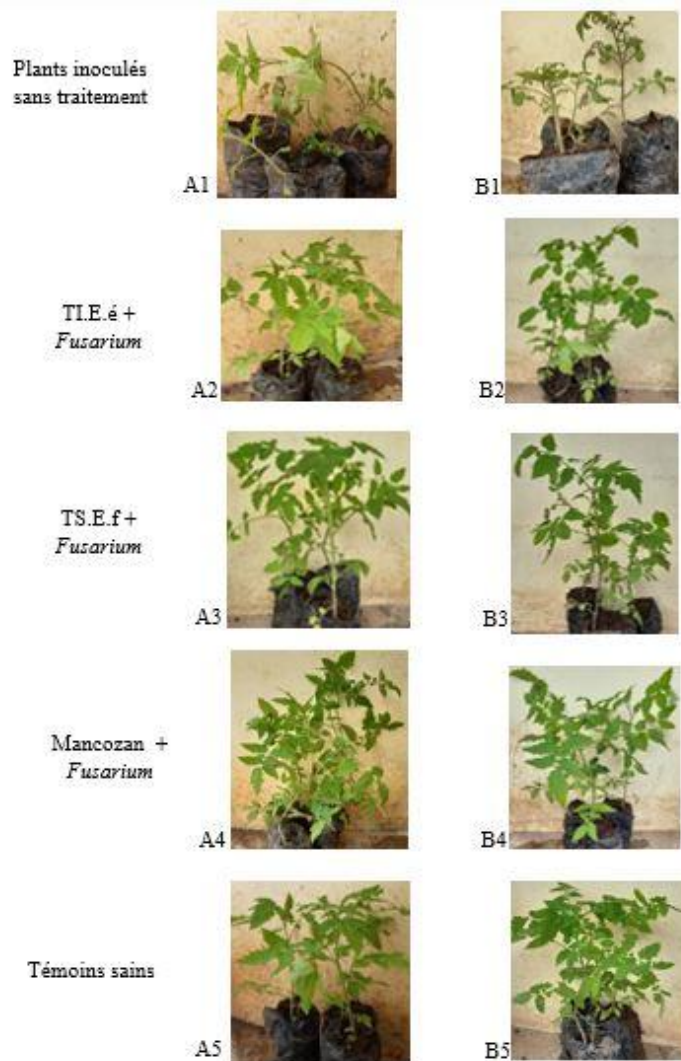 Plants inoculés
sans traitement
A1
B1
TI.E.é +
Fusarium
A2
B2
TS.E.f +
Fusarium
A3
B3
Mancozan +
Fusarium
A4
B4
Témoins sains
A5
B5